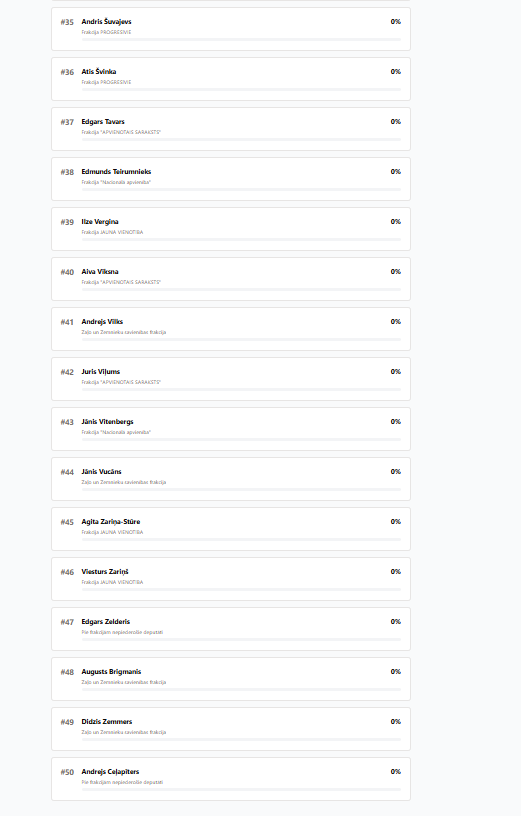 #35 Andris Šuvajevs 0%
Frakcija PROGRESĪVIE
#36 Atis Švinka 0%
Frakcija PROGRESĪVIE
#37 Edgars Tavars 0%
Frakcija "APVIENOTAIS SARAKSTS"
#38 Edmunds Teirumnieks 0%
Frakcija "Nacionālā apvienība"
#39 Ilze Vergina 0%
Frakcija JAUNĀ VIENOTĪBA
#40 Aiva Vīksna 0%
Frakcija "APVIENOTAIS SARAKSTS"
#41 Andrejs Vilks 0%
Zaļo un Zemnieku savienības frakcija
#42 Juris Viļums 0%
Frakcija "APVIENOTAIS SARAKSTS"
#43 Jānis Vitenbergs 0%
Frakcija "Nacionālā apvienība"
#44 Jānis Vucāns 0%
Zaļo un Zemnieku savienības frakcija
#45 Agita Zariņa-Stūre 0%
Frakcija JAUNĀ VIENOTĪBA
#46 Viesturs Zariņš 0%
Frakcija JAUNĀ VIENOTĪBA
#47 Edgars Zelderis 0%
Pie frakcijām nepiederošie deputāti
#48 Augusts Brigmanis 0%
Zaļo un Zemnieku savienības frakcija
#49 Didzis Zemmers 0%
Zaļo un Zemnieku savienības frakcija
#50 Andrejs Ceļapīters 0%
Pie frakcijām nepiederošie deputāti